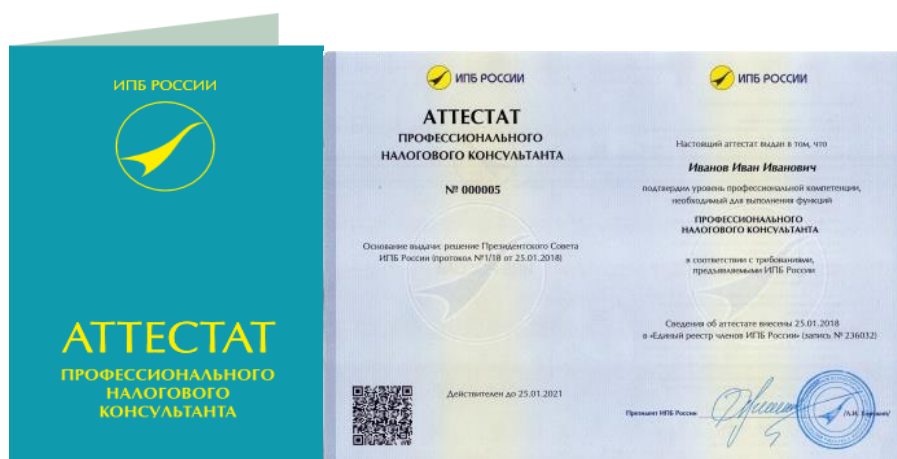 ИПБ РОССИИ
АТТЕСТАТ
ПРОФЕССИОНАЛЬНОГО
НАЛОГОВОГО
КОНСУЛЬТАНТА
ИПБ РОССИИ
АТТЕСТАТ
ПРОФЕССИОНАЛЬНОГО
НАЛОГОВОГО КОНСУЛЬТАНТА
№ 000005
Основание выдачи: решение Президентского Совета
ИПБ России (протокол №1/18 от 25.01.2018)
Действителен до 25.01.2021
ИПБ РОССИИ
Настоящий аттестат выдан в том, что
Иванов Иван Иванович
подтвердил уровень профессиональной компетенции,
необходимый для выполнения функций
ПРОФЕССИОНАЛЬНОГО
НАЛОГОВОГО КОНСУЛЬТАНТА
в соответствии с требованиями,
предъявляемыми ИПБ России
Сведения об аттестате внесены 25.01.2018
в «Единый реестр членов ИПБ России» (запись № 236032)
Президент ИПБ России